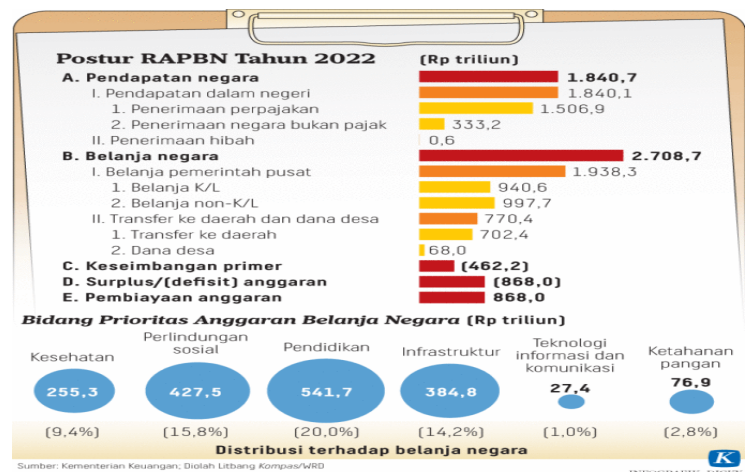 Postur RAPBN Tahun 2022 (Rp triliun)
A. Pendapatan negara 1.840,7
I. Pendapatan dalam negeri 1.840,1
1. Penerimaan perpajakan 1.506,9
2. Penerimaan negara bukan pajak 333,2
II. Penerimaan hibah 0,6
B. Belanja negara 2.708,7
I. Belanja pemerintah pusat 1.938,3
1. Belanja K/L 940,6
2. Belanja non-K/L 997,7
II. Transfer ke daerah dan dana desa 770,4
1. Transfer ke daerah 702,4
2. Dana desa 68,0
C. Keseimbangan primer (462,2)
D. Surplus/(defisit) anggaran (868,0)
E. Pembiayaan anggaran 868,0
Bidang Prioritas Anggaran Belanja Negara (Rp triliun)
Kesehatan
255,3
(9,4%)
Perlindungan
sosial
427,5
(15,8%)
Pendidikan
541,7
(20,0%)
Infrastruktur
384,8
(14,2%)
Teknologi
informasi dan
komunikasi
27,4
(1,0%)
Ketahanan
pangan
76,9
(2,8%)
Distribusi terhadap belanja negara
Sumber: Kementerian Keuangan; Diolah Litbang Kompas/WRD
K